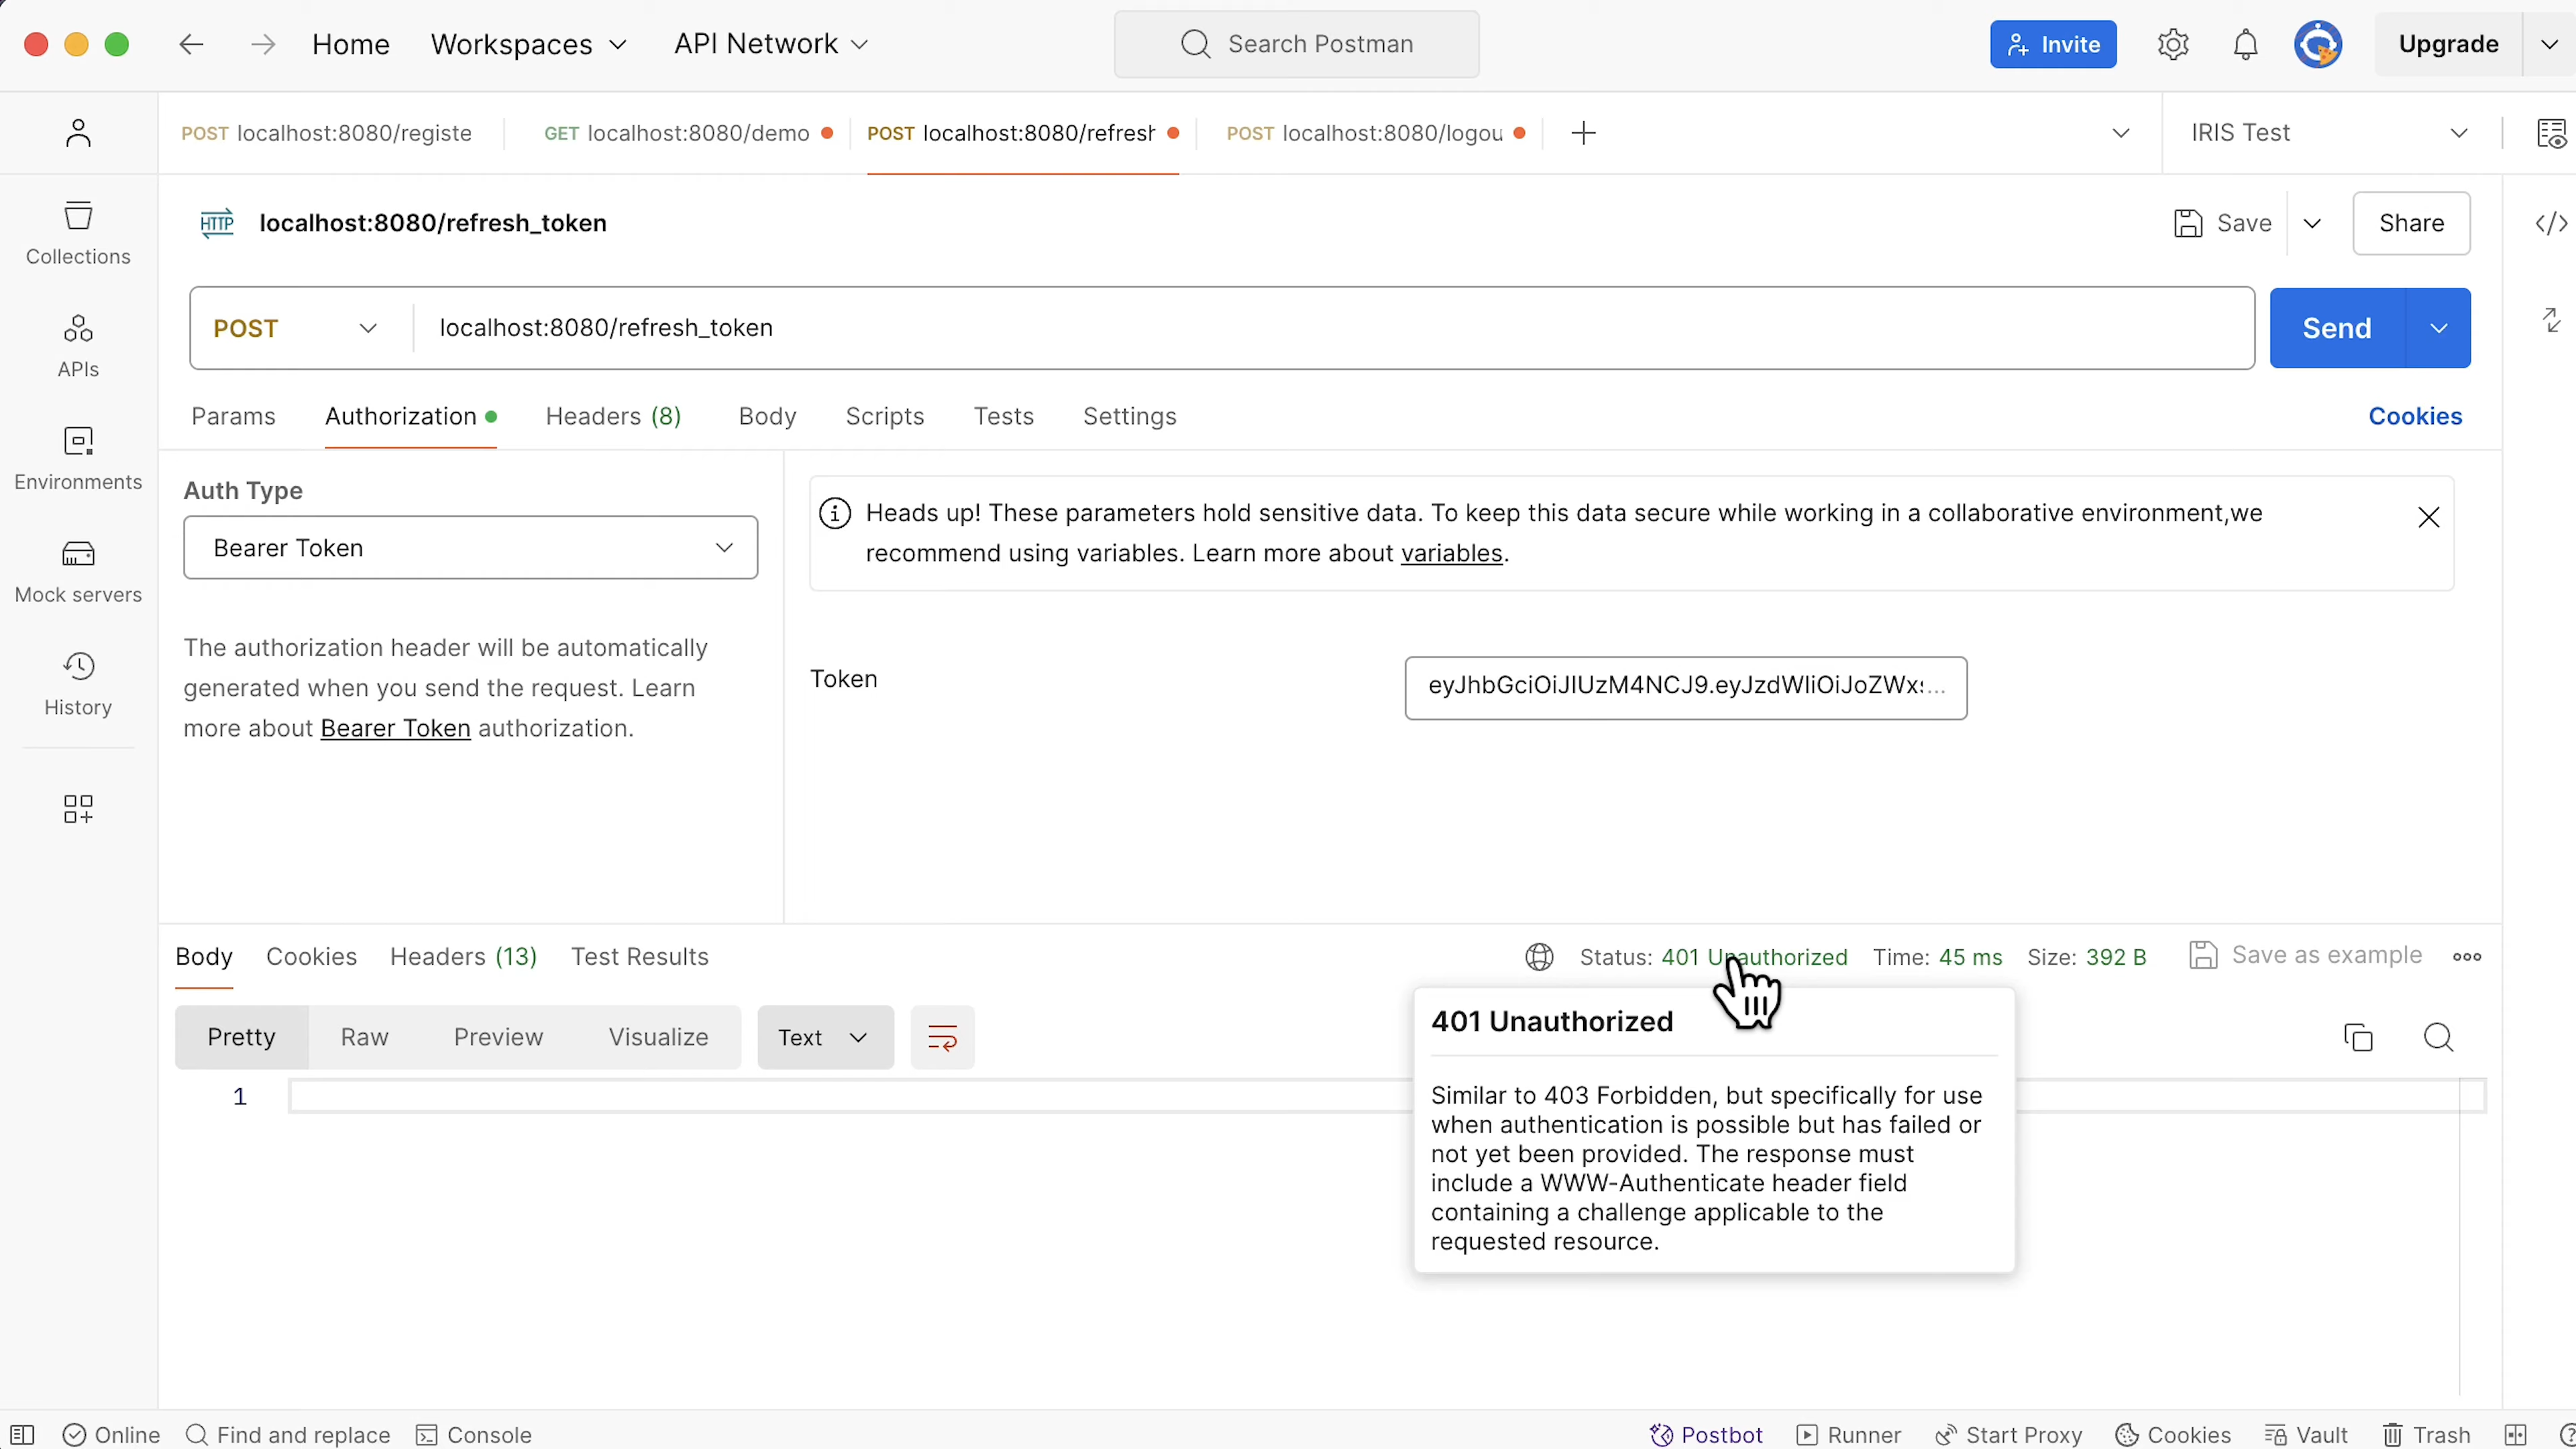 Home Workspaces API Network Search Postman Invite Upgrade
POST localhost:8080/registe GET localhost:8080/demo POST localhost:8080/refresh POST localhost:8080/logou IRIS Test
HTTP localhost:8080/refresh_token Save Share
Collections
POST localhost:8080/refresh_token Send
APIs
Params Authorization Headers (8) Body Scripts Tests Settings Cookies
Environments
Auth Type
Bearer Token
Heads up! These parameters hold sensitive data. To keep this data secure while working in a collaborative environment,we
recommend using variables. Learn more about variables.
Mock servers
The authorization header will be automatically
generated when you send the request. Learn
more about Bearer Token authorization.
Token
History
Body Cookies Headers (13) Test Results Status: 401 Unauthorized Time: 45 ms Size: 392 B Save as example
Pretty Raw Preview Visualize Text
1
401 Unauthorized
Similar to 403 Forbidden, but specifically for use
when authentication is possible but has failed or
not yet been provided. The response must
include a WWW-Authenticate header field
containing a challenge applicable to the
requested resource.
Online Find and replace Console Postbot Runner Start Proxy Cookies Vault Trash